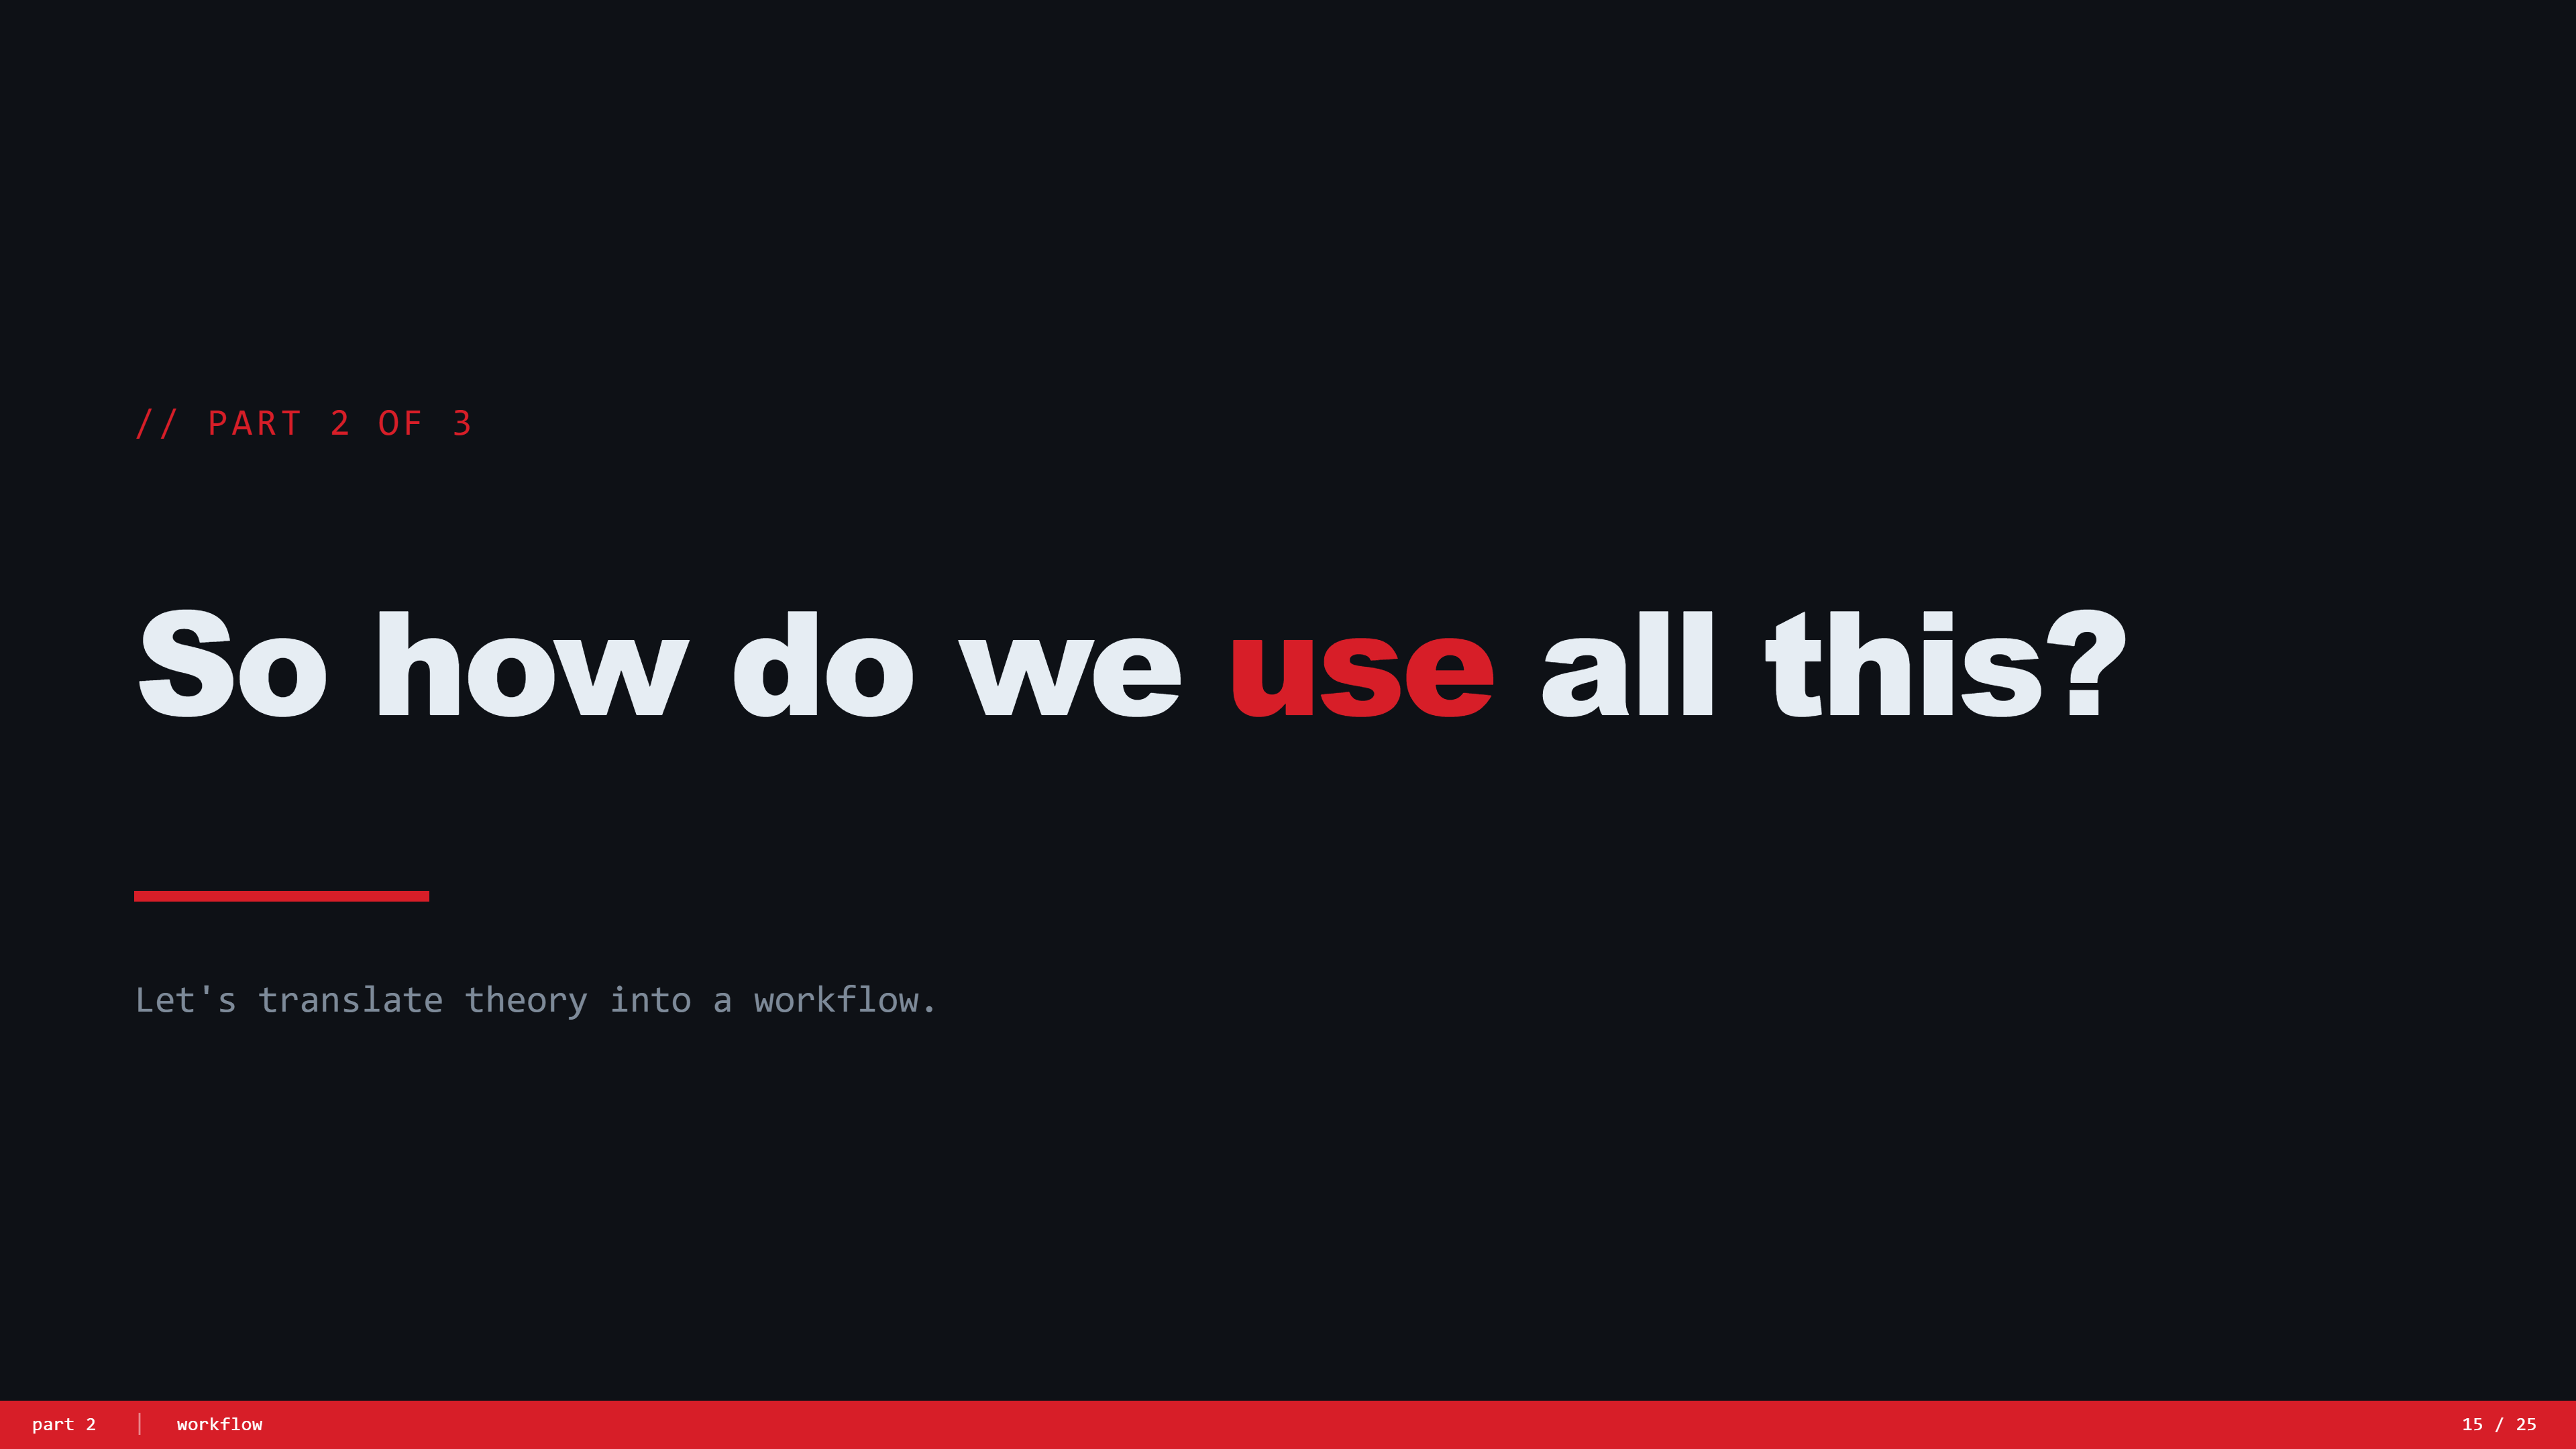 // PART 2 OF 3
So how do we use all this?
Let's translate theory into a workflow.
part 2 | workflow
15 / 25